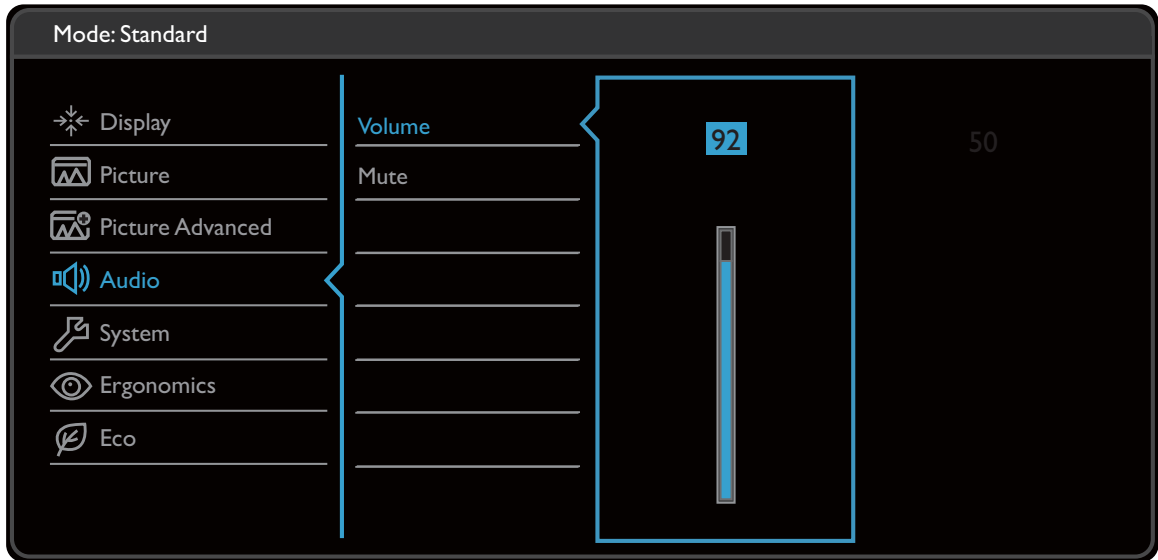 Mode: Standard
Display
Picture
Picture Advanced
Audio
System
Ergonomics
Eco
Volume
Mute
92
50